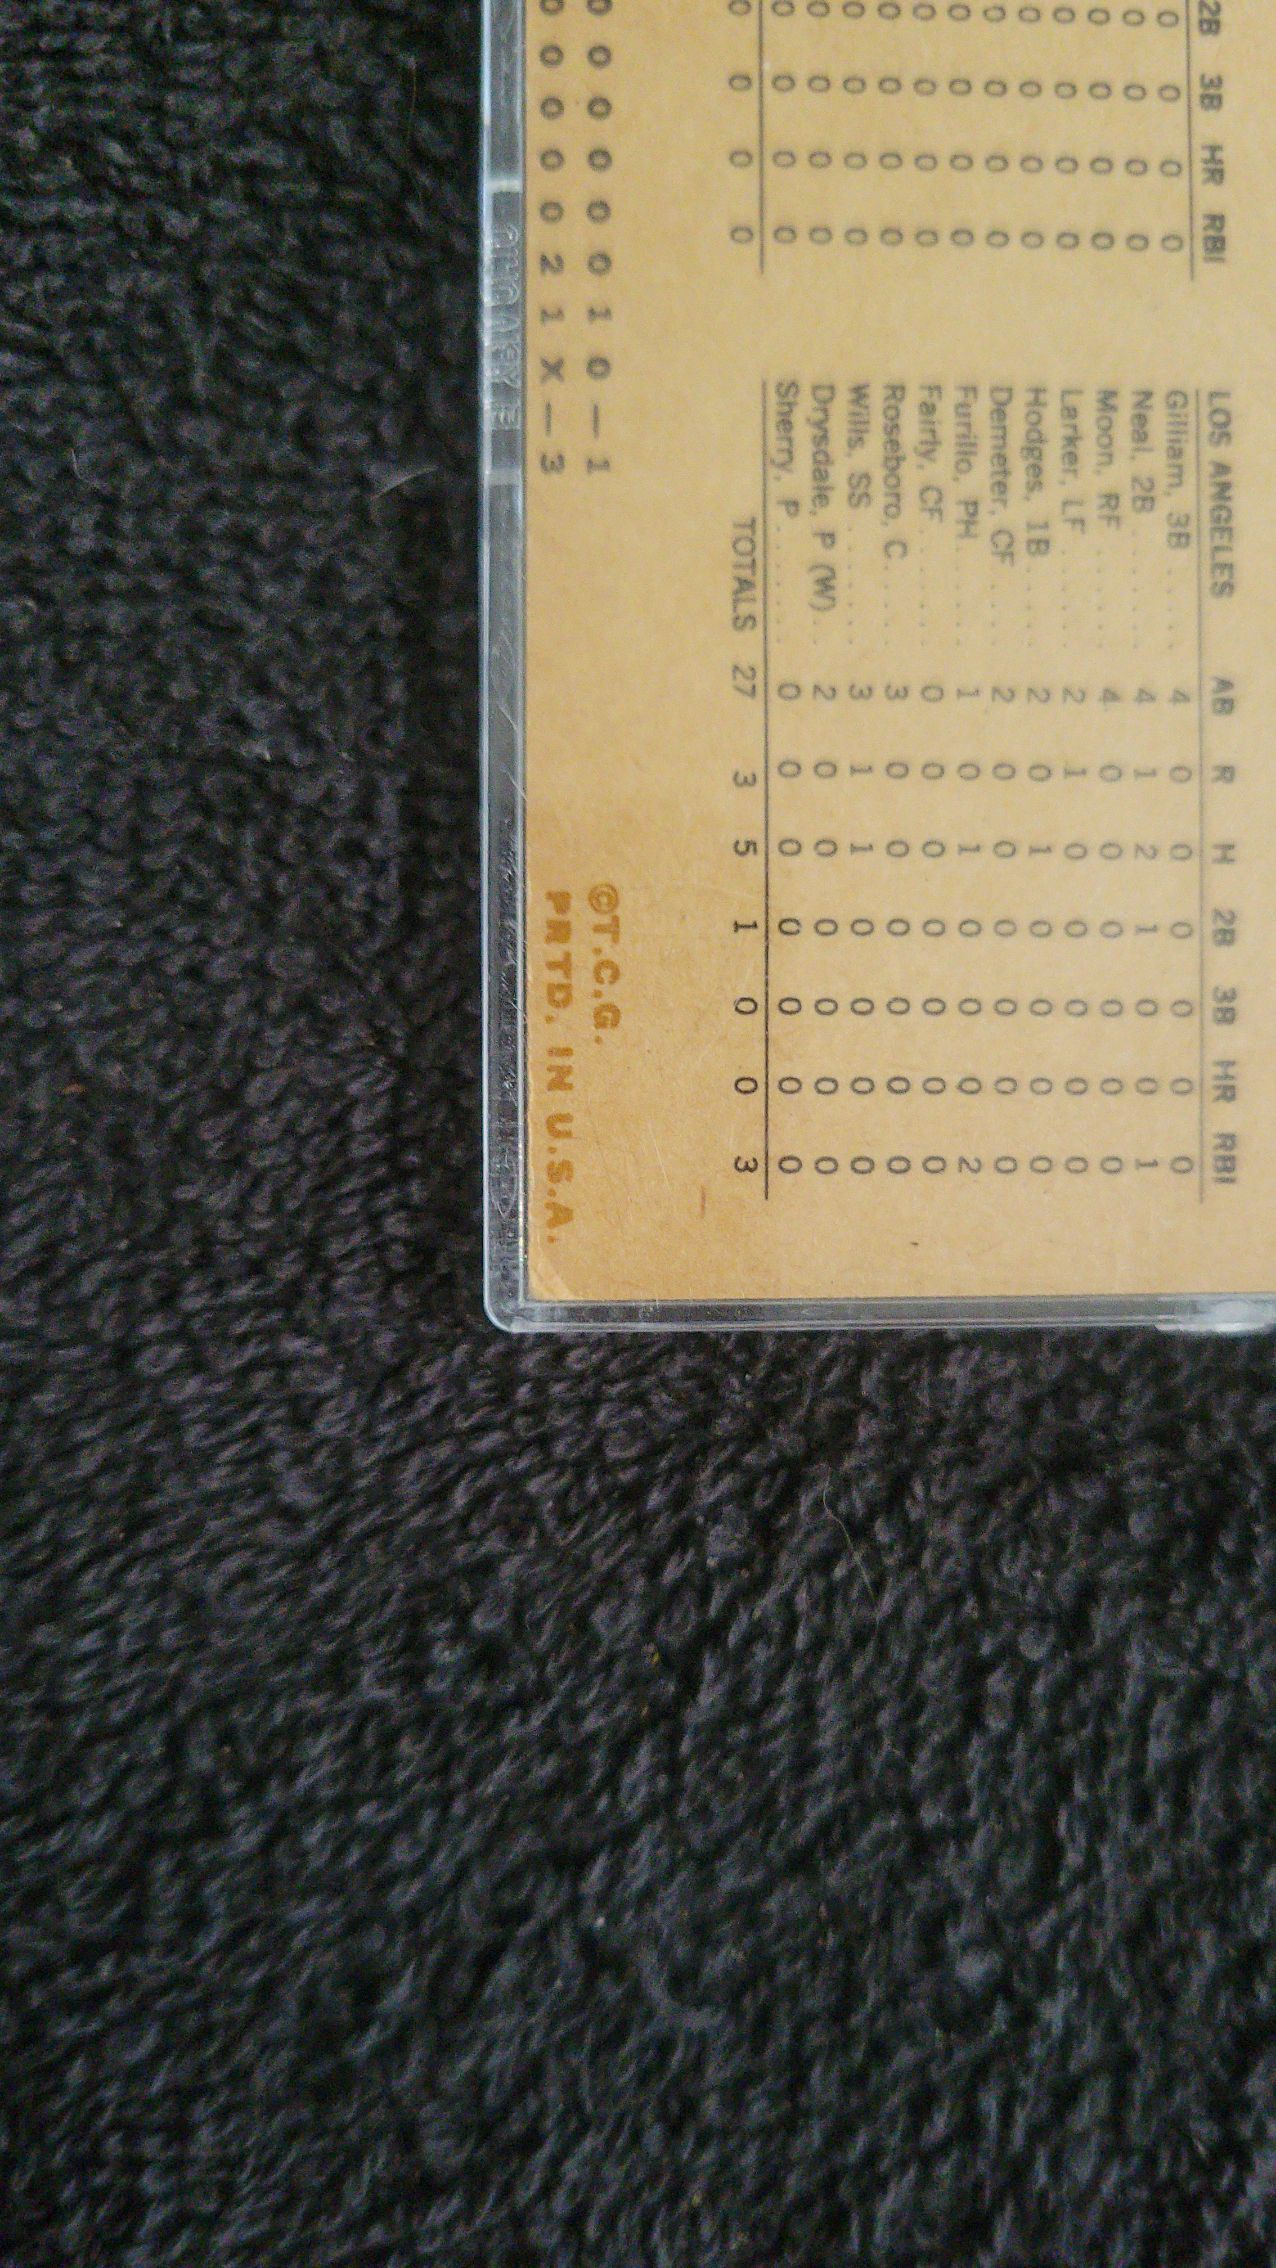 2B 3B HR RBI LOS ANGELES AB R H 2B 3B HR RBI
0 0 0 0 Gilliam, 3B ...... 4 0 0 0 0 0 0
0 0 0 0 Neal, 2B ...... 4 1 2 1 0 0 1
0 0 0 0 Moon, RF ...... 4 0 0 0 0 0 0
0 0 0 0 Larker, LF ...... 2 1 0 0 0 0 0
0 0 0 0 Hodges, 1B ..... 2 0 1 0 0 0 0
0 0 0 0 Demeter, CF .... 2 0 0 0 0 0 0
0 0 0 0 Furillo, PH ...... 1 0 1 0 0 0 2
0 0 0 0 Fairly, CF ...... 0 0 0 0 0 0 0
0 0 0 0 Roseboro, C ..... 3 0 0 0 0 0 0
0 0 0 0 Wills, SS ....... 3 1 1 0 0 0 0
0 0 0 0 Drysdale, P (W) .. 2 0 0 0 0 0 0
0 0 0 0 Sherry, P ....... 0 0 0 0 0 0 0
0 0 0 0 TOTALS 27 3 5 1 0 0 3
0 0 0 0 0 0 1 0 — 1 ©T.C.G.
0 0 0 0 0 2 1 X — 3 PRTD. IN U.S.A.